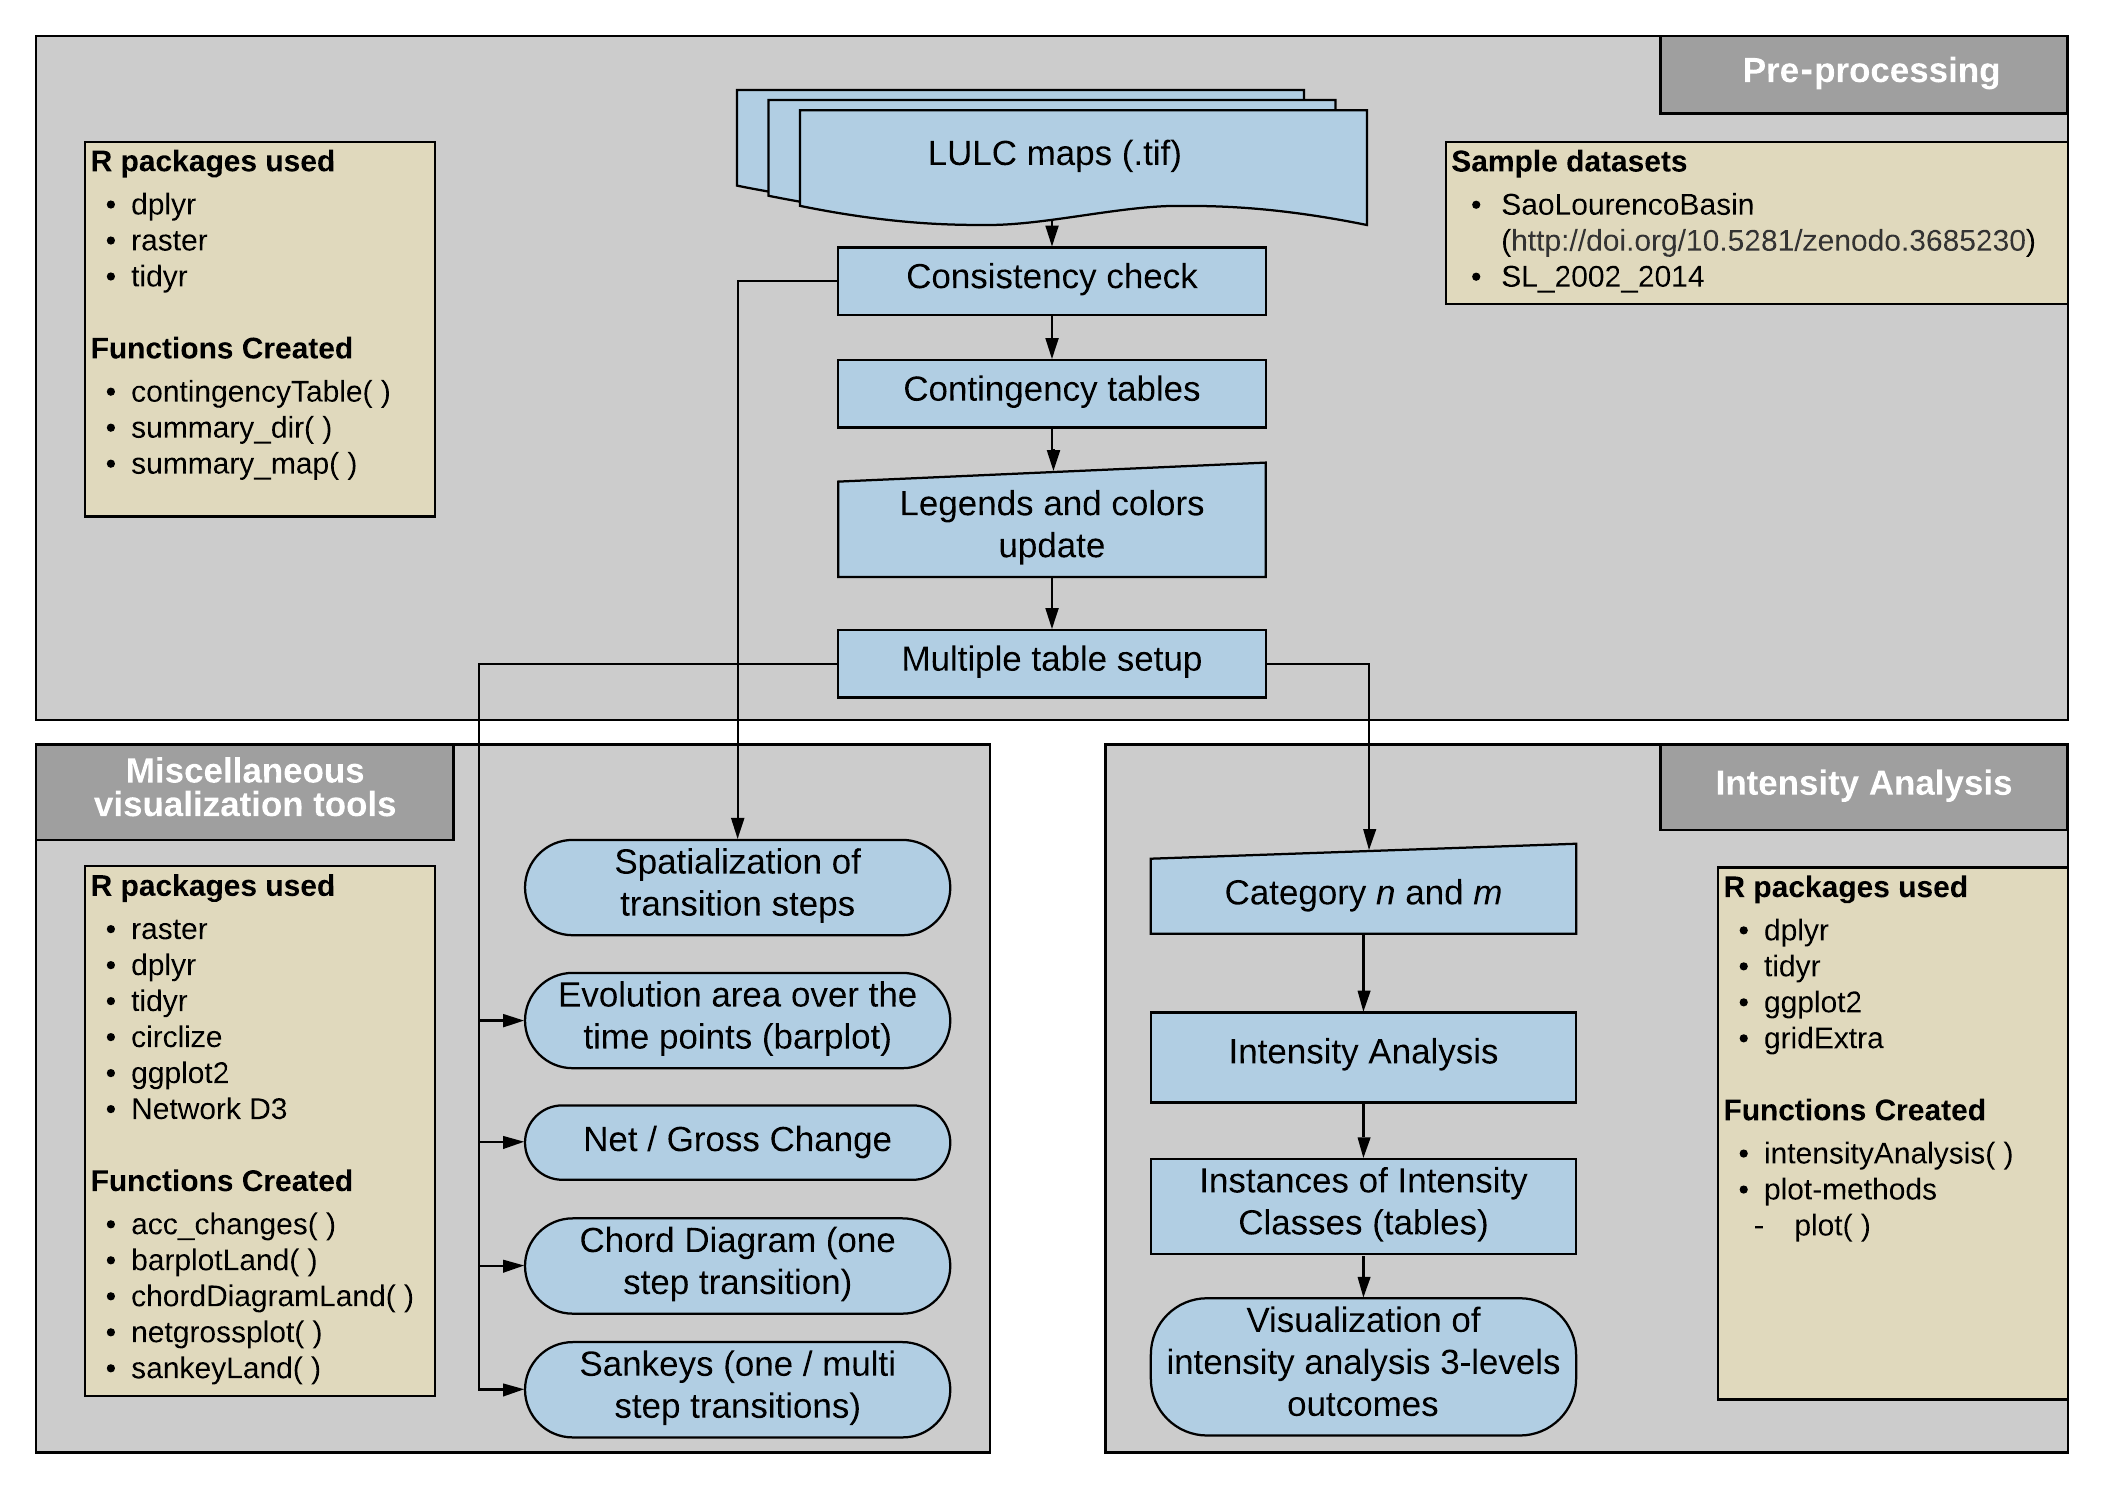 Pre-processing
LULC maps (.tif)
R packages used
• dplyr
• raster
• tidyr
Functions Created
• contingencyTable( )
• summary_dir( )
• summary_map( )
Sample datasets
• SaoLourencoBasin
(http://doi.org/10.5281/zenodo.3685230)
• SL_2002_2014
Consistency check
Contingency tables
Legends and colors
update
Multiple table setup
Miscellaneous
visualization tools
R packages used
• raster
• dplyr
• tidyr
• circlize
• ggplot2
• Network D3
Functions Created
• acc_changes( )
• barplotLand( )
• chordDiagramLand( )
• netgrossplot( )
• sankeyLand( )
Spatialization of
transition steps
Evolution area over the
time points (barplot)
Net / Gross Change
Chord Diagram (one
step transition)
Sankeys (one / multi
step transitions)
Intensity Analysis
Category n and m
Intensity Analysis
Instances of Intensity
Classes (tables)
Visualization of
intensity analysis 3-levels
outcomes
R packages used
• dplyr
• tidyr
• ggplot2
• gridExtra
Functions Created
• intensityAnalysis( )
• plot-methods
- plot( )